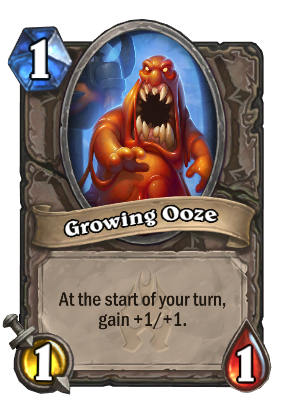 1
Growing Ooze
At the start of your turn,
gain +1/+1.
1
1